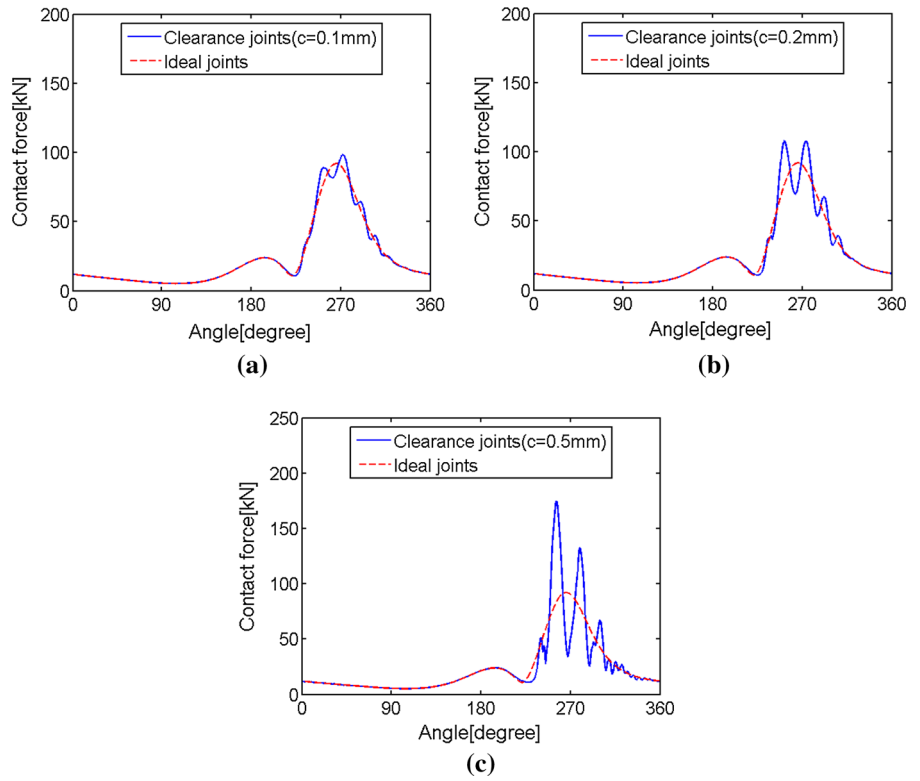 200
150
100
50
0
0 90 180 270 360
Contact force[kN]
Angle[degree]
Clearance joints(c=0.1mm)
Ideal joints
(a)
200
150
100
50
0
0 90 180 270 360
Contact force[kN]
Angle[degree]
Clearance joints(c=0.2mm)
Ideal joints
(b)
250
200
150
100
50
0
0 90 180 270 360
Contact force[kN]
Angle[degree]
Clearance joints(c=0.5mm)
Ideal joints
(c)